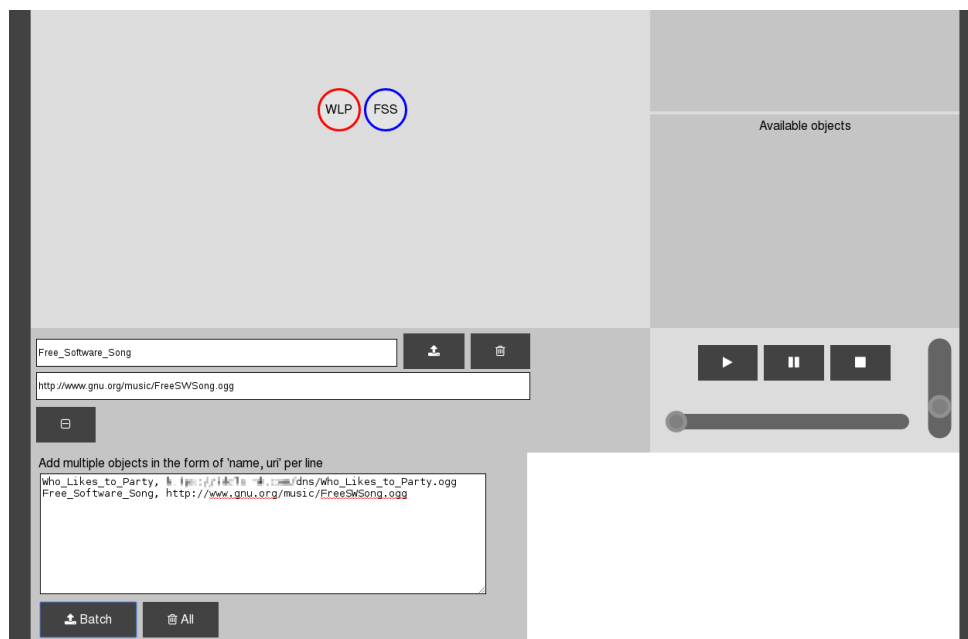 WLP FSS
Available objects
Free_Software_Song
http://www.gnu.org/music/FreeSWSong.ogg
Add multiple objects in the form of 'name, uri' per line
Who_Likes_to_Party, /dns/Who_Likes_to_Party.ogg
Free_Software_Song, http://www.gnu.org/music/FreeSWSong.ogg
Batch All